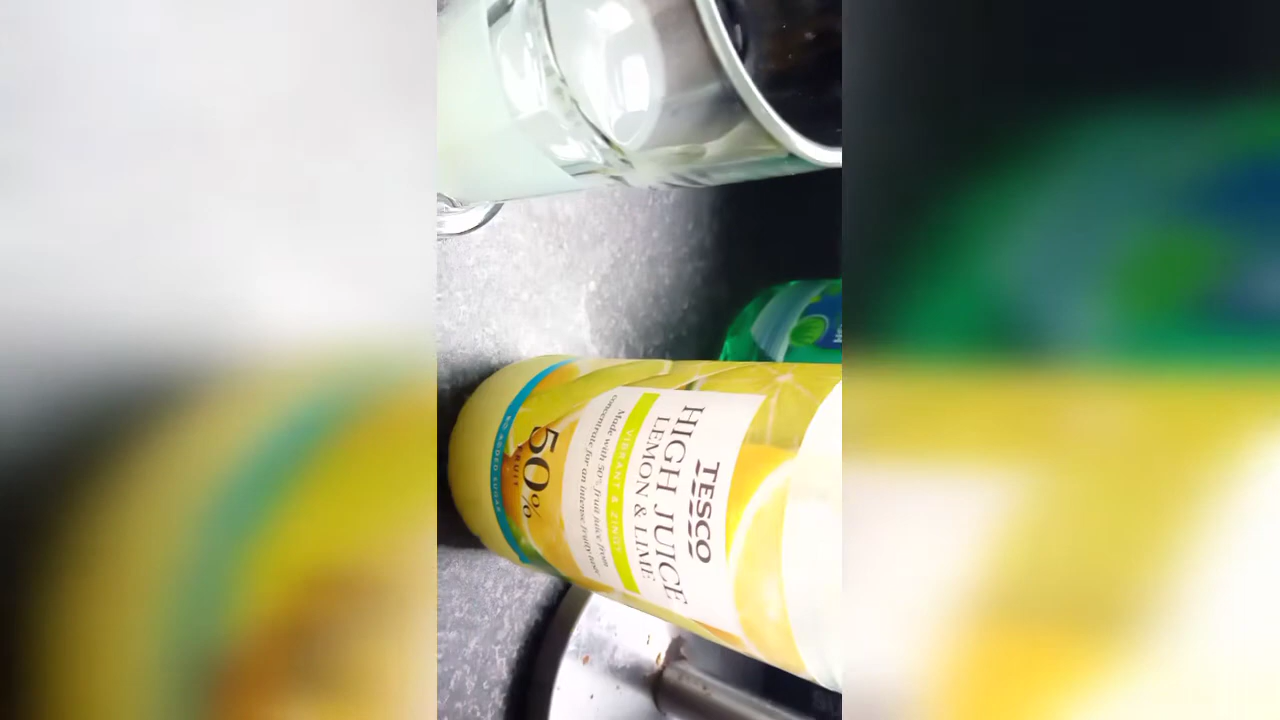 TESCO
HIGH JUICE
LEMON & LIME
VIBRANT & ZINGY
Made with 50% fruit juice from
concentrate for an intense fruity taste
50%
FRUIT
NO ADDED SUGAR